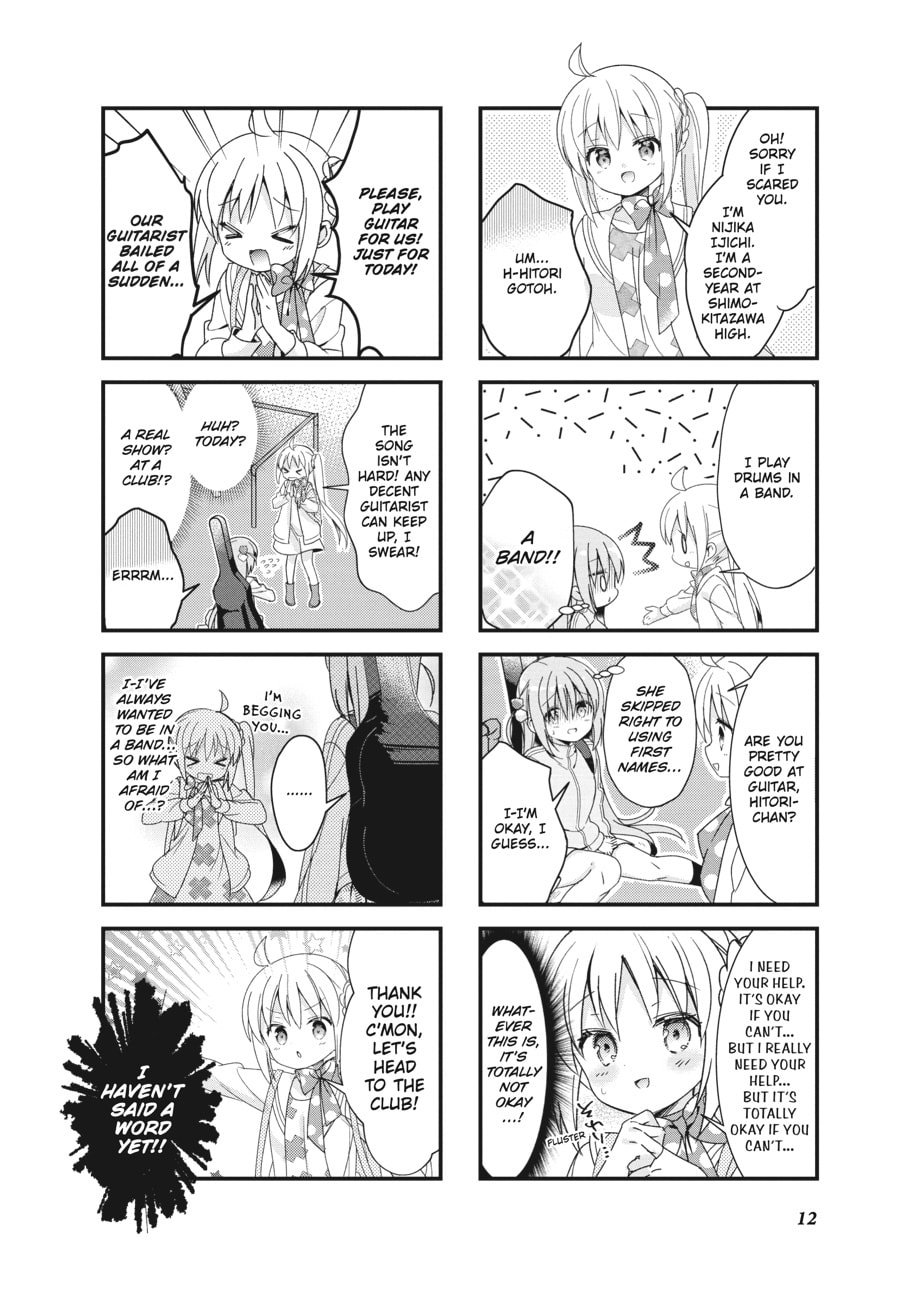 OH!
SORRY
IF I
SCARED
YOU.
I'M
NIJIKA
IJICHI.
I'M A
SECOND-
YEAR AT
SHIMO-
KITAZAWA
HIGH.
UM...
H-HITORI
GOTOH.
I PLAY
DRUMS IN
A BAND.
A
BAND!!
ARE YOU
PRETTY
GOOD AT
GUITAR,
HITORI-
CHAN?
SHE
SKIPPED
RIGHT TO
USING
FIRST
NAMES...
I-I'M
OKAY, I
GUESS...
I NEED
YOUR HELP.
IT'S OKAY
IF YOU
CAN'T...
BUT I REALLY
NEED YOUR
HELP...
BUT IT'S
TOTALLY
OKAY IF YOU
CAN'T...
FLUSTER
WHAT-
EVER
THIS IS,
IT'S
TOTALLY
NOT
OKAY
...!
PLEASE,
PLAY
GUITAR
FOR US!
JUST FOR
TODAY!
OUR
GUITARIST
BAILED
ALL OF A
SUDDEN...
THE
SONG
ISN'T
HARD! ANY
DECENT
GUITARIST
CAN KEEP
UP, I
SWEAR!
HUH?
TODAY?
A REAL
SHOW?
AT A
CLUB!?
ERRRM...
I'M
BEGGING
YOU...
......
I-I'VE
ALWAYS
WANTED
TO BE IN
A BAND...
SO WHAT
AM I
AFRAID
OF...?
THANK
YOU!!
C'MON,
LET'S
HEAD
TO THE
CLUB!
I
HAVEN'T
SAID A
WORD
YET!!
12